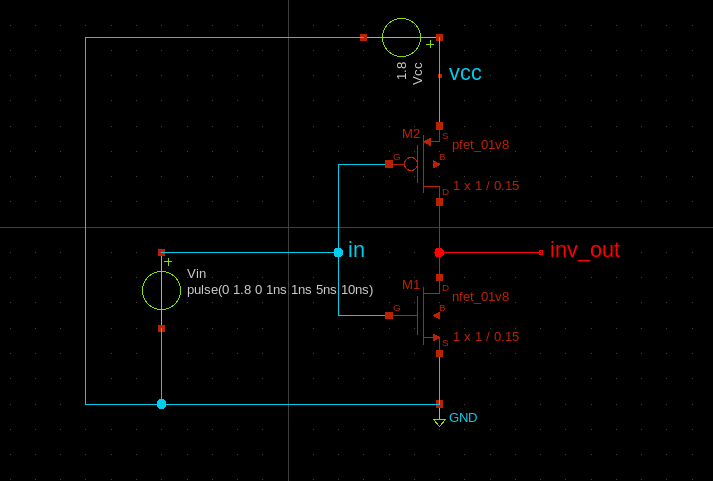 +
1.8
Vcc
vcc
M2
S
pfet_01v8
G
B
1 x 1 / 0.15
D
in
inv_out
+
Vin
pulse(0 1.8 0 1ns 1ns 5ns 10ns)
M1
D
nfet_01v8
G
B
1 x 1 / 0.15
S
GND